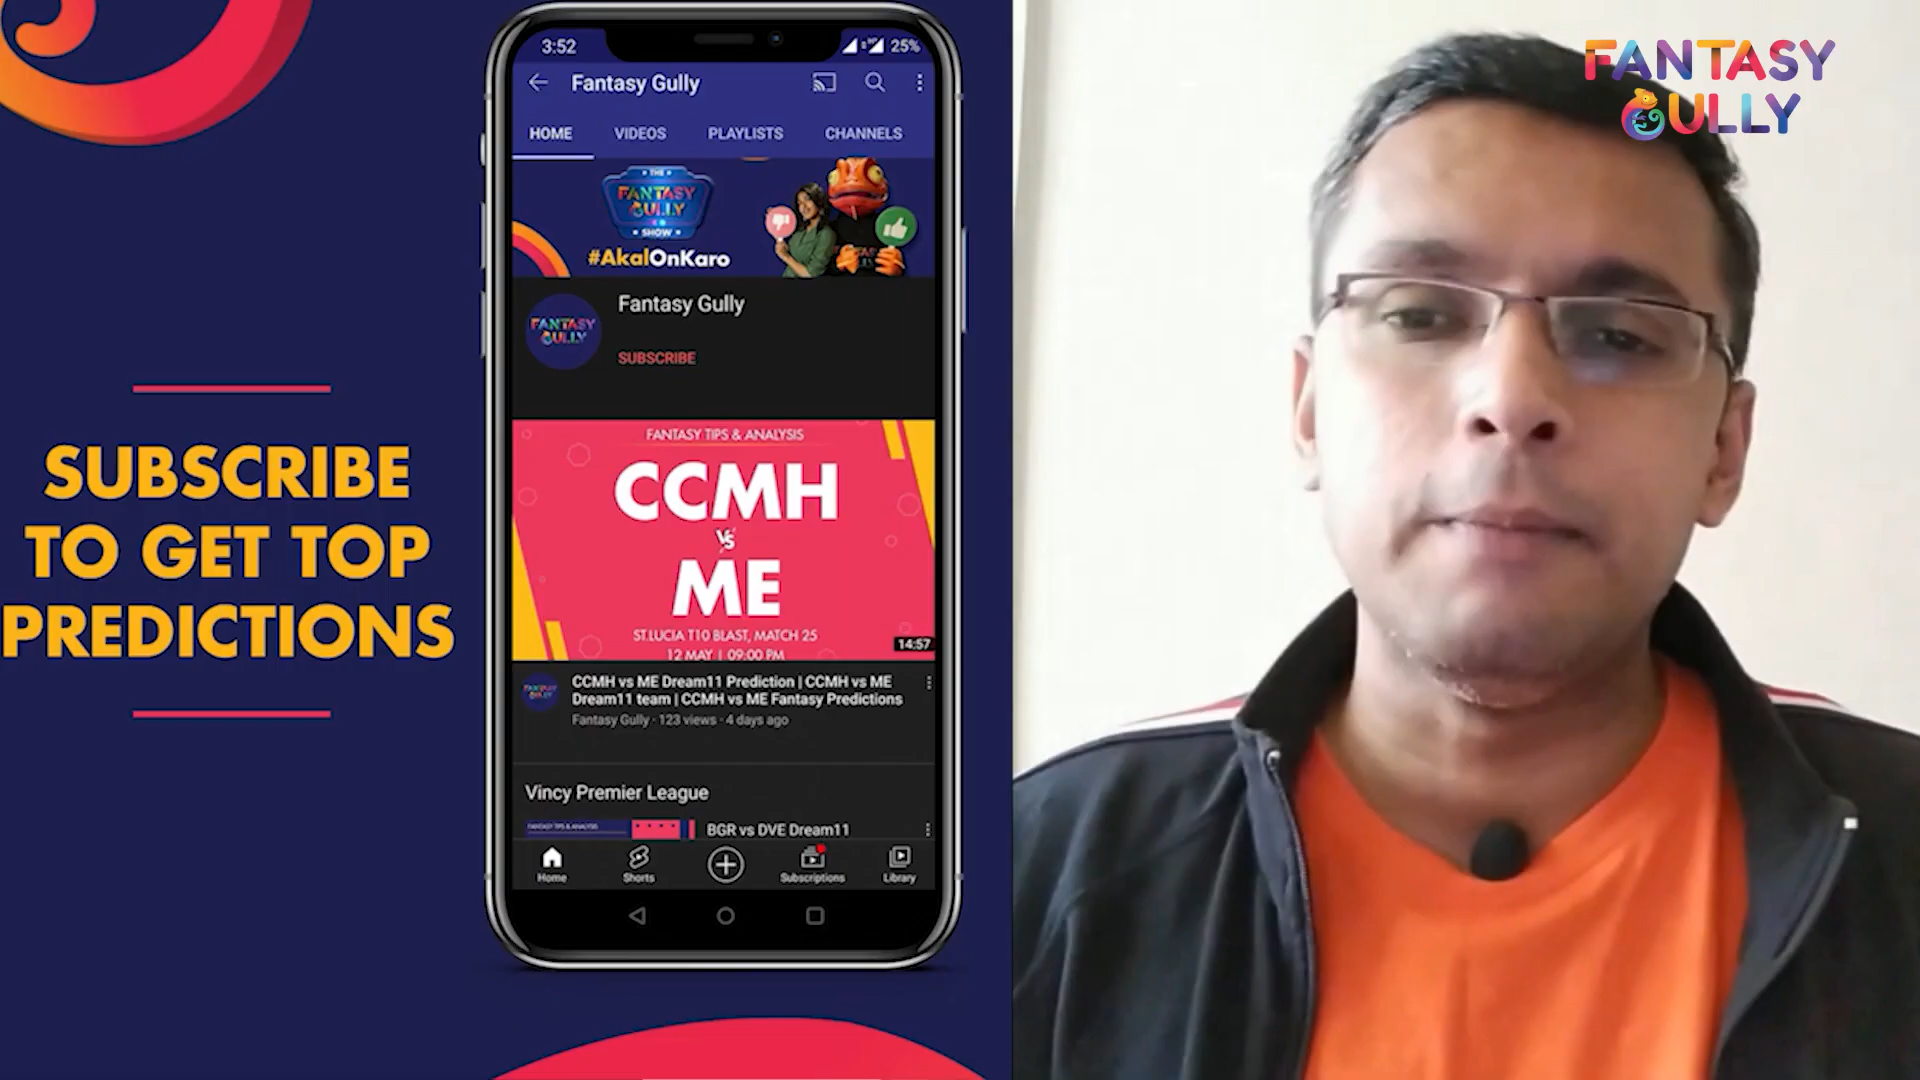 SUBSCRIBE
TO GET TOP
PREDICTIONS
3:52
25%
Fantasy Gully
HOME VIDEOS PLAYLISTS CHANNELS
THE
FANTASY
GULLY
SHOW
#AkalOnKaro
FANTASY
GULLY
Fantasy Gully
SUBSCRIBE
FANTASY TIPS & ANALYSIS
CCMH
VS
ME
ST.LUCIA T10 BLAST, MATCH 25
12 MAY | 09:00 PM
14:57
CCMH vs ME Dream11 Prediction | CCMH vs ME
Dream11 team | CCMH vs ME Fantasy Predictions
Fantasy Gully · 123 views · 4 days ago
Vincy Premier League
FANTASY TIPS & ANALYSIS
BGR vs DVE Dream11
Home Shorts Subscriptions Library
FANTASY
GULLY